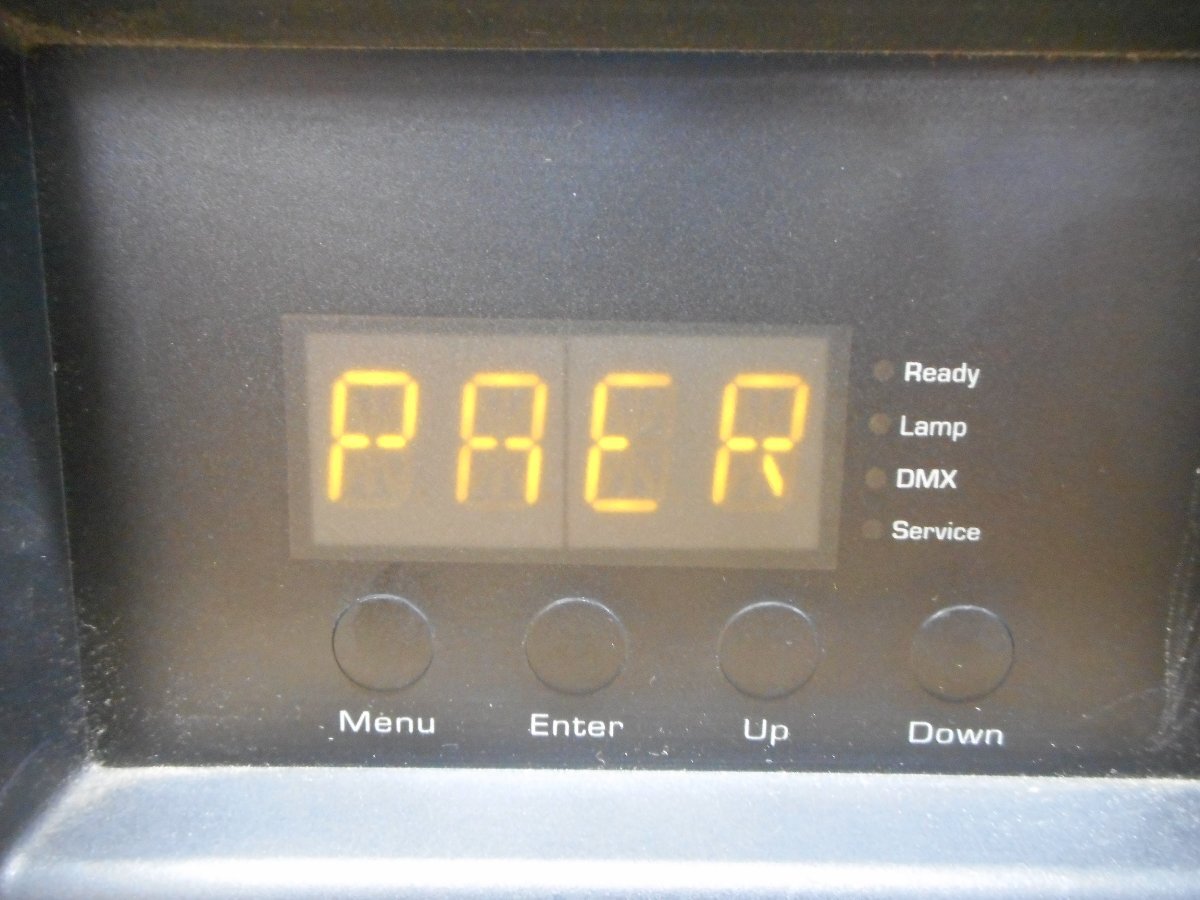 PAER
Ready
Lamp
DMX
Service
Menu Enter Up Down